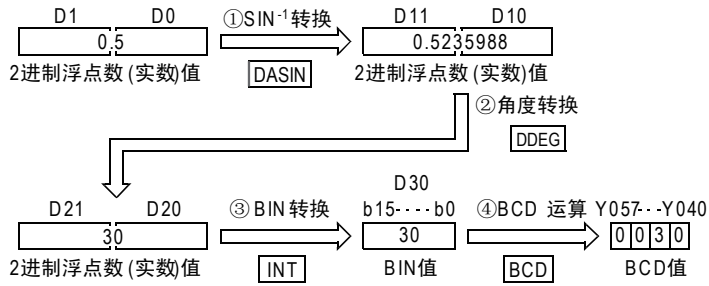 D1 D0 ①SIN⁻¹转换 D11 D10
0.5 0.5235988
2进制浮点数(实数)值 DASIN 2进制浮点数(实数)值
②角度转换
DDEG
D30
D21 D20 ③BIN转换 b15----b0 ④BCD 运算 Y057---Y040
30 30 0 0 3 0
2进制浮点数(实数)值 INT BIN值 BCD BCD值